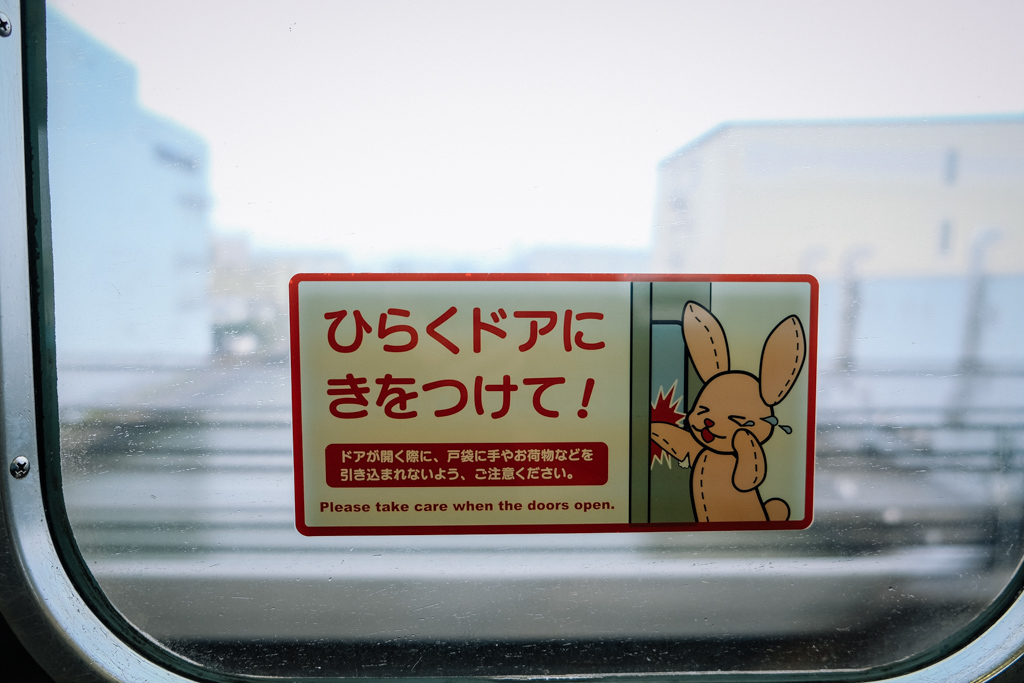 ひらくドアに
きをつけて!
ドアが開く際に、戸袋に手やお荷物などを
引き込まれないよう、ご注意ください。
Please take care when the doors open.